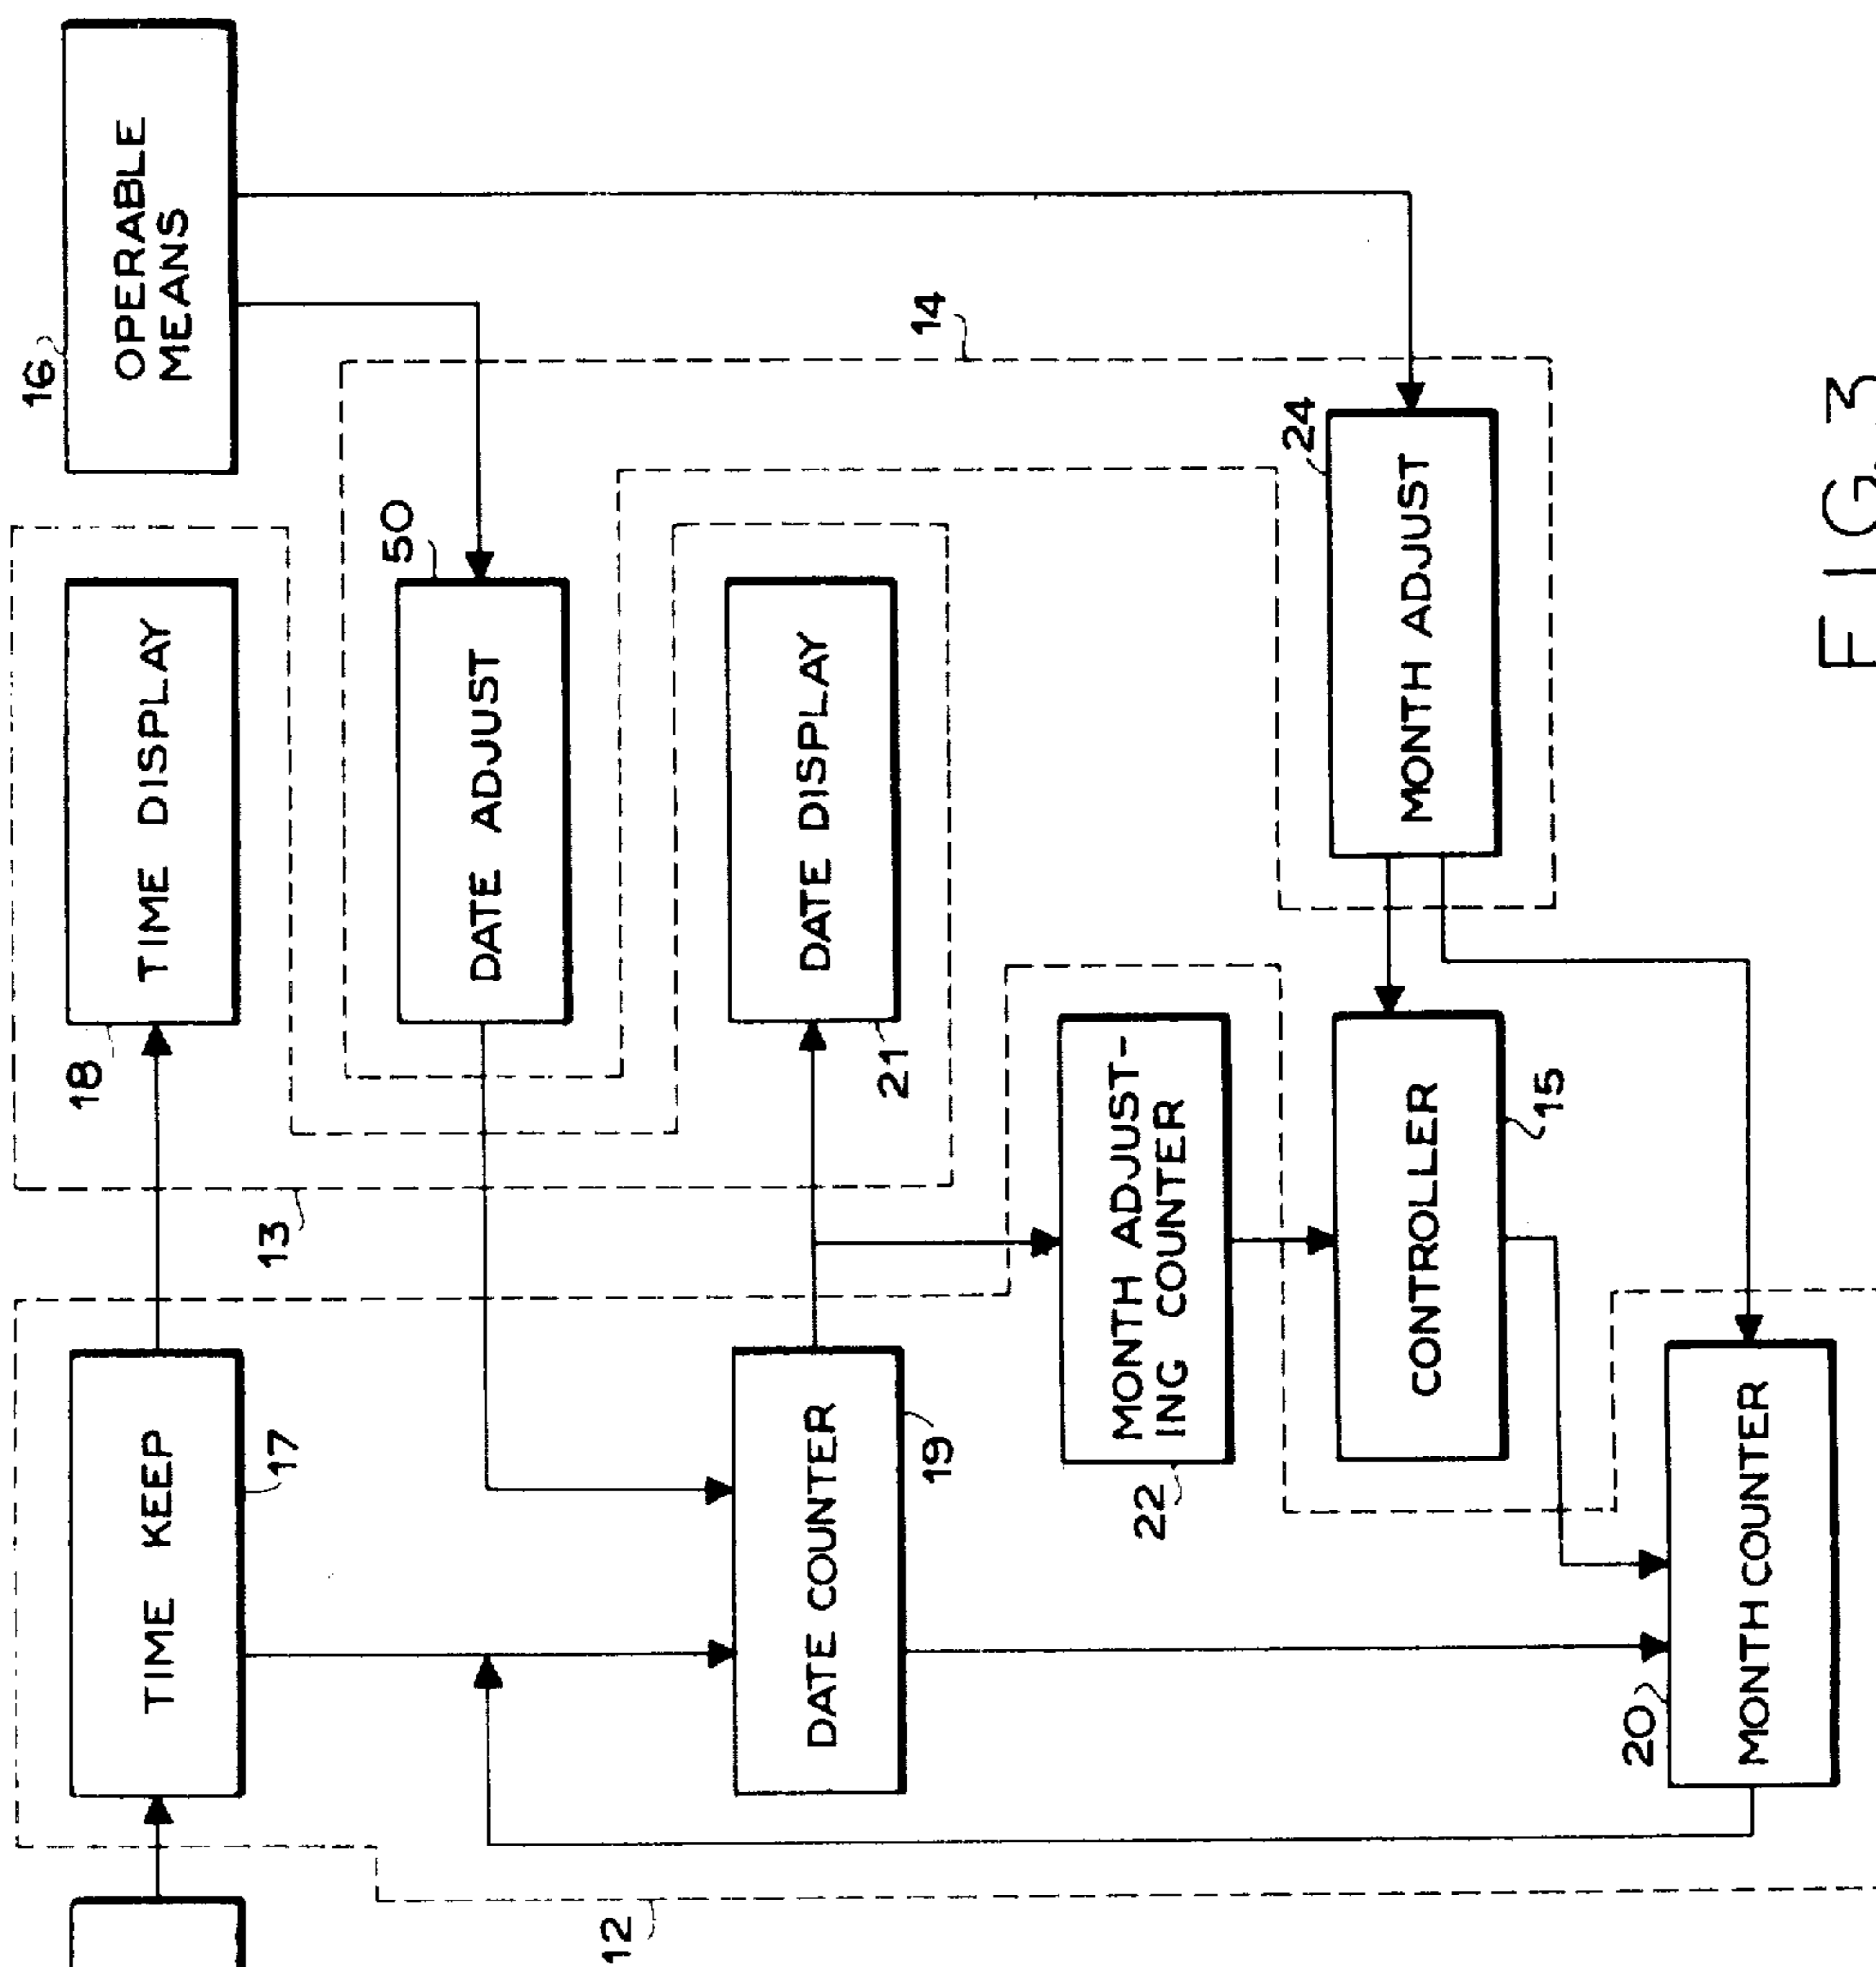 16
OPERABLE
MEANS
18
TIME DISPLAY
50
DATE ADJUST
14
21
DATE DISPLAY
24
MONTH ADJUST
13
17
TIME KEEP
19
DATE COUNTER
22
MONTH ADJUST-
ING COUNTER
15
CONTROLLER
20
MONTH COUNTER
12
FIG.3